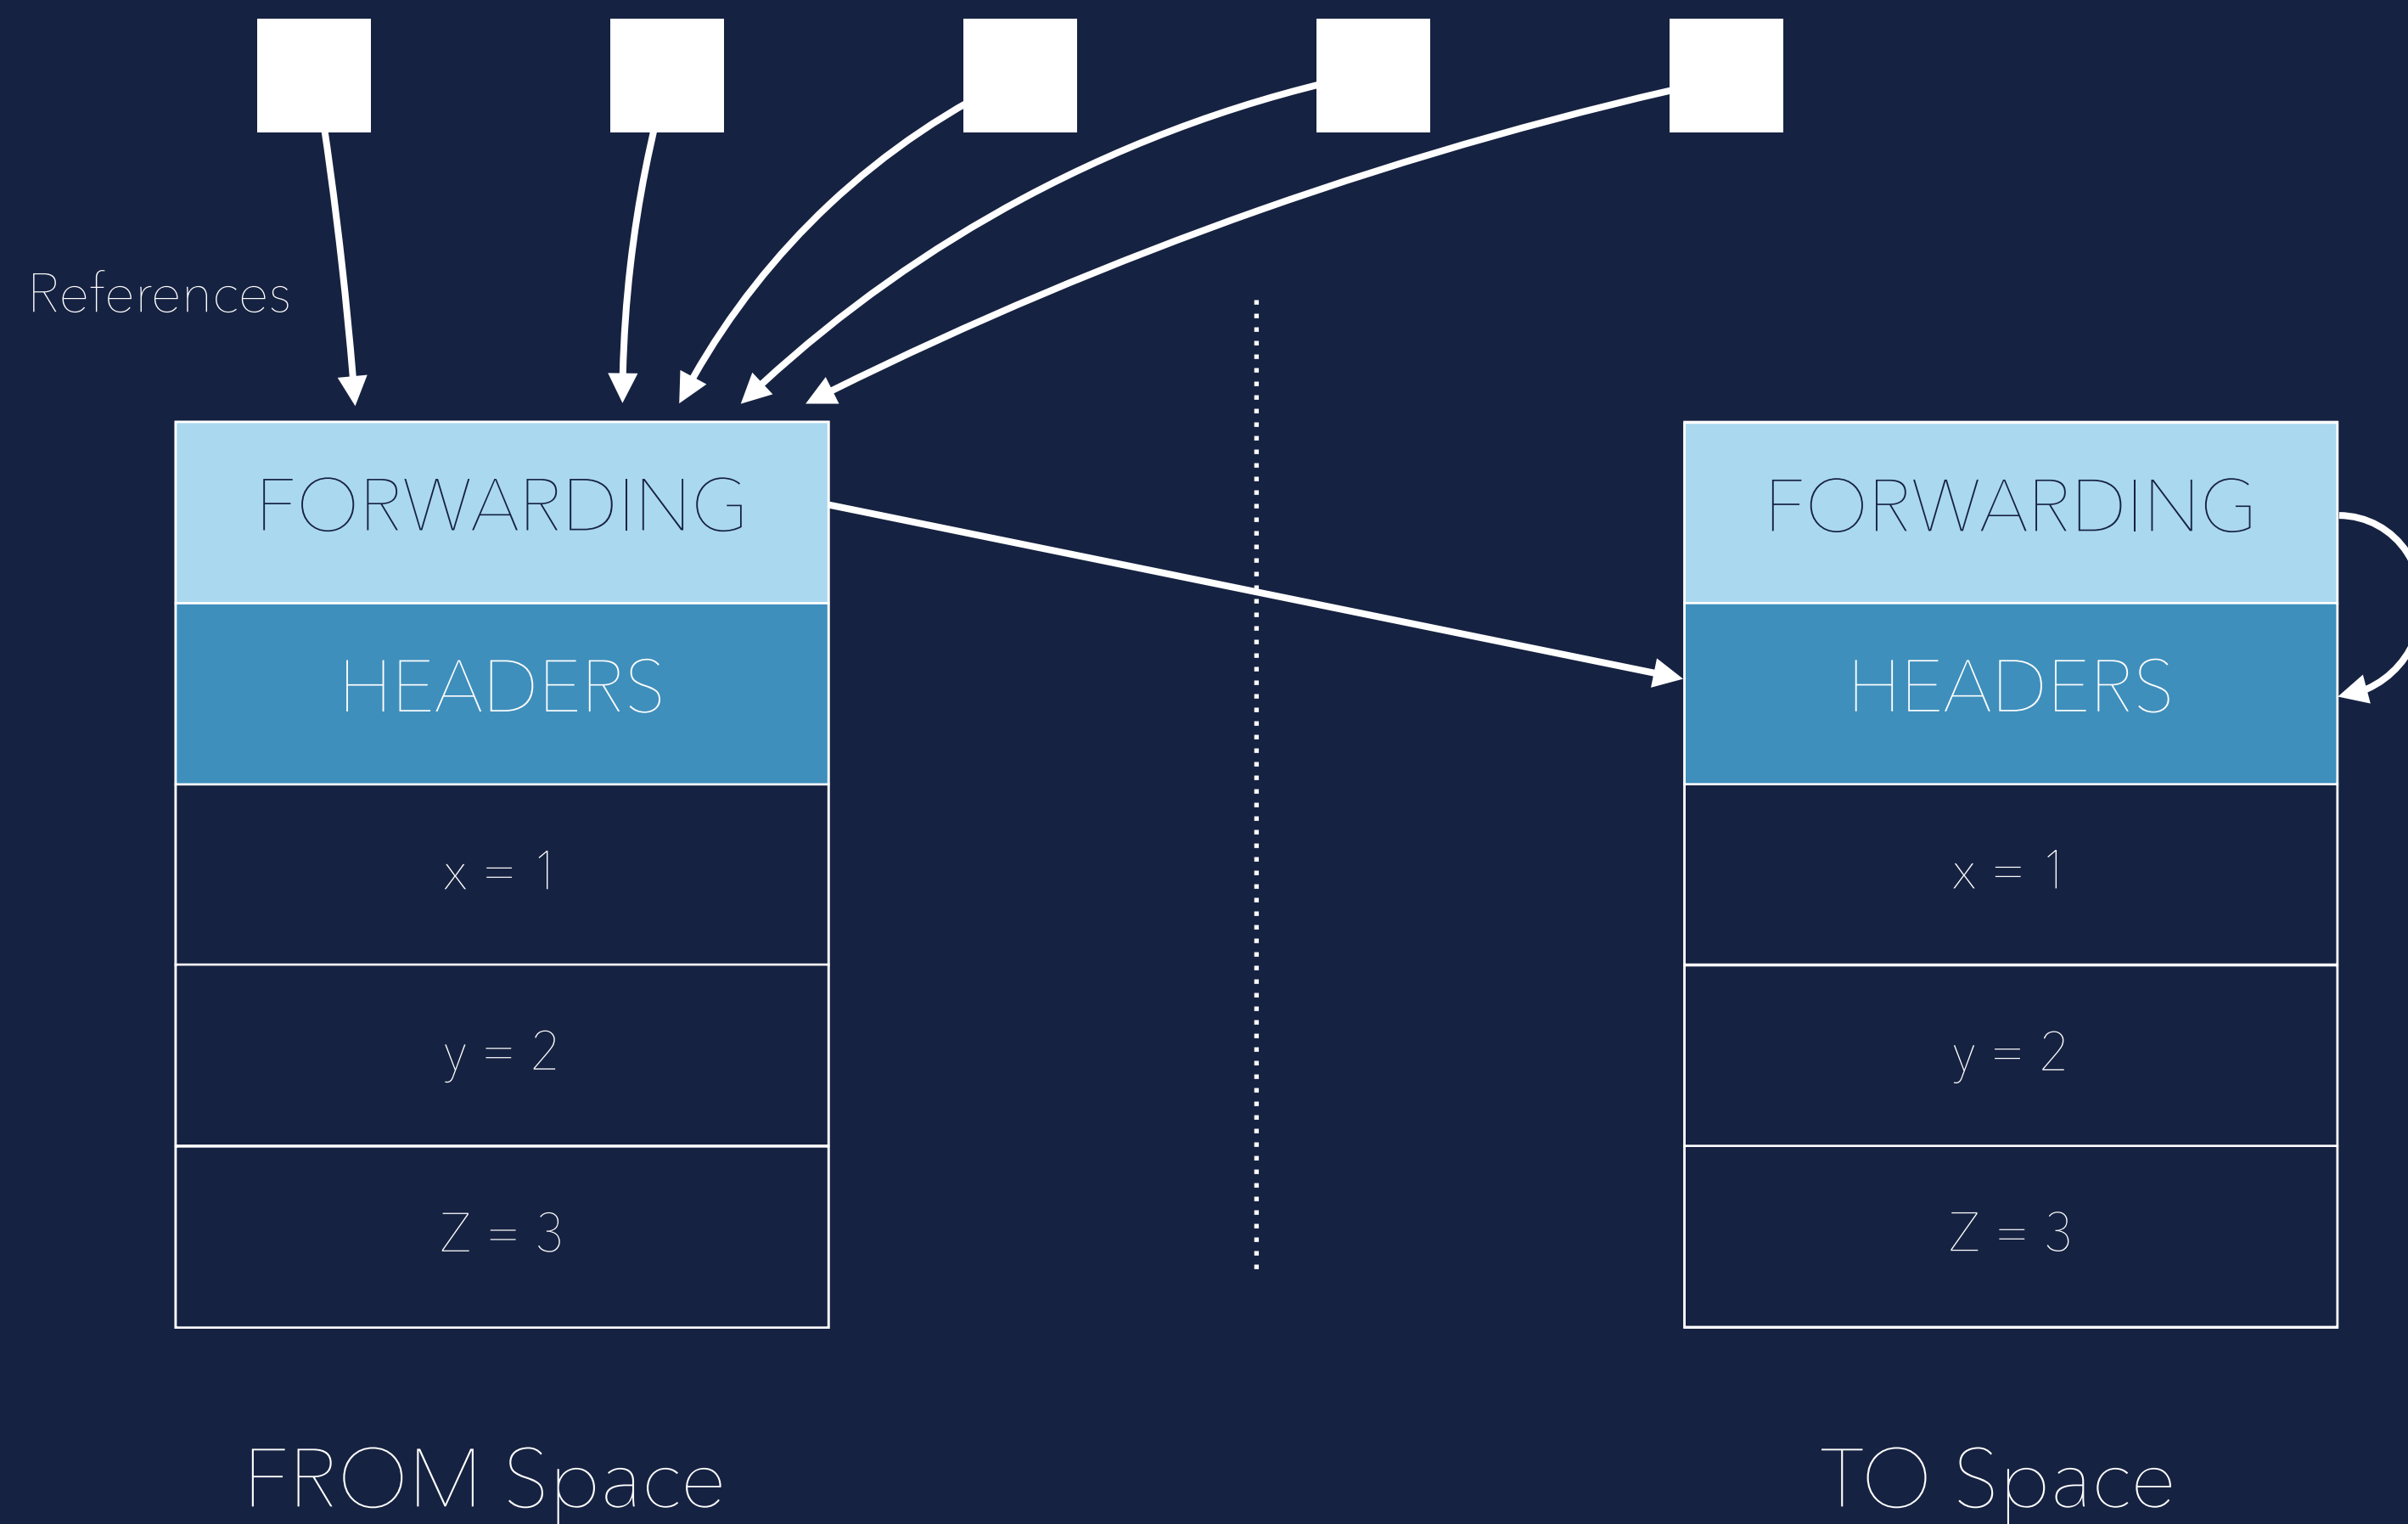 References
FORWARDING
HEADERS
x = 1
y = 2
Z = 3
FROM Space
FORWARDING
HEADERS
x = 1
y = 2
Z = 3
TO Space